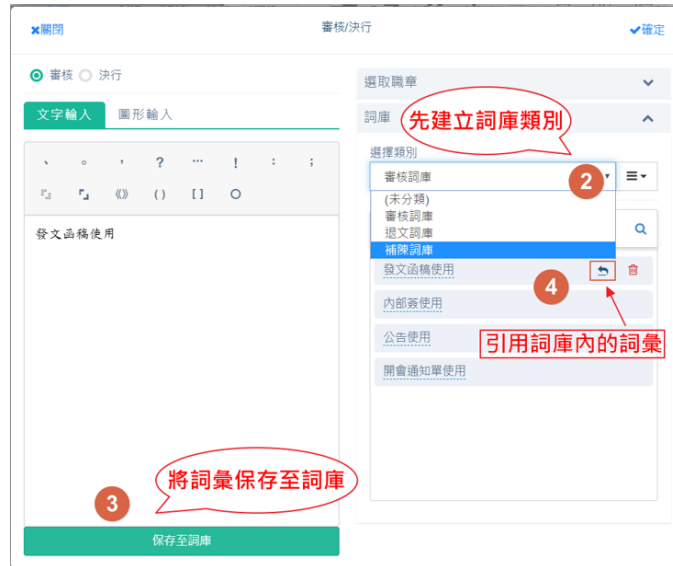 ✖關閉
審核/決行
✔確定
審核 決行
文字輸入 圖形輸入
、 。 , ? … ! : ;
『』 「」 《》 () [] 〇
發文函稿使用
將詞彙保存至詞庫
3
保存至詞庫
選取職章
詞庫
先建立詞庫類別
選擇類別
審核詞庫
2
(未分類)
審核詞庫
退文詞庫
補陳詞庫
發文函稿使用
4
內部簽使用
公告使用
引用詞庫內的詞彙
開會通知單使用